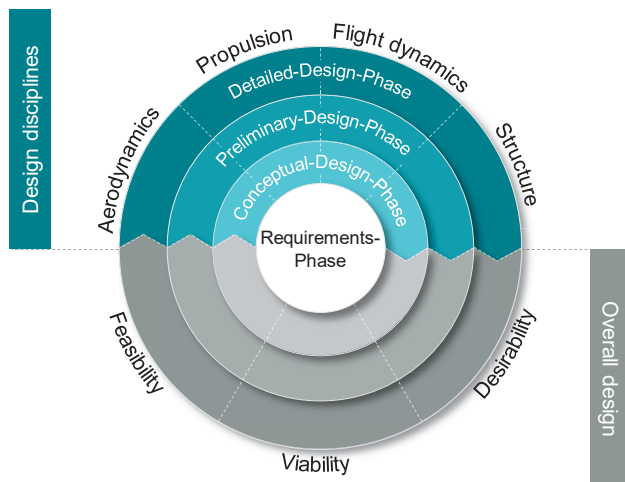 Design disciplines
Propulsion
Flight dynamics
Aerodynamics
Structure
Detailed-Design-Phase
Preliminary-Design-Phase
Conceptual-Design-Phase
Requirements-
Phase
Feasibility
Viability
Desirability
Overall design